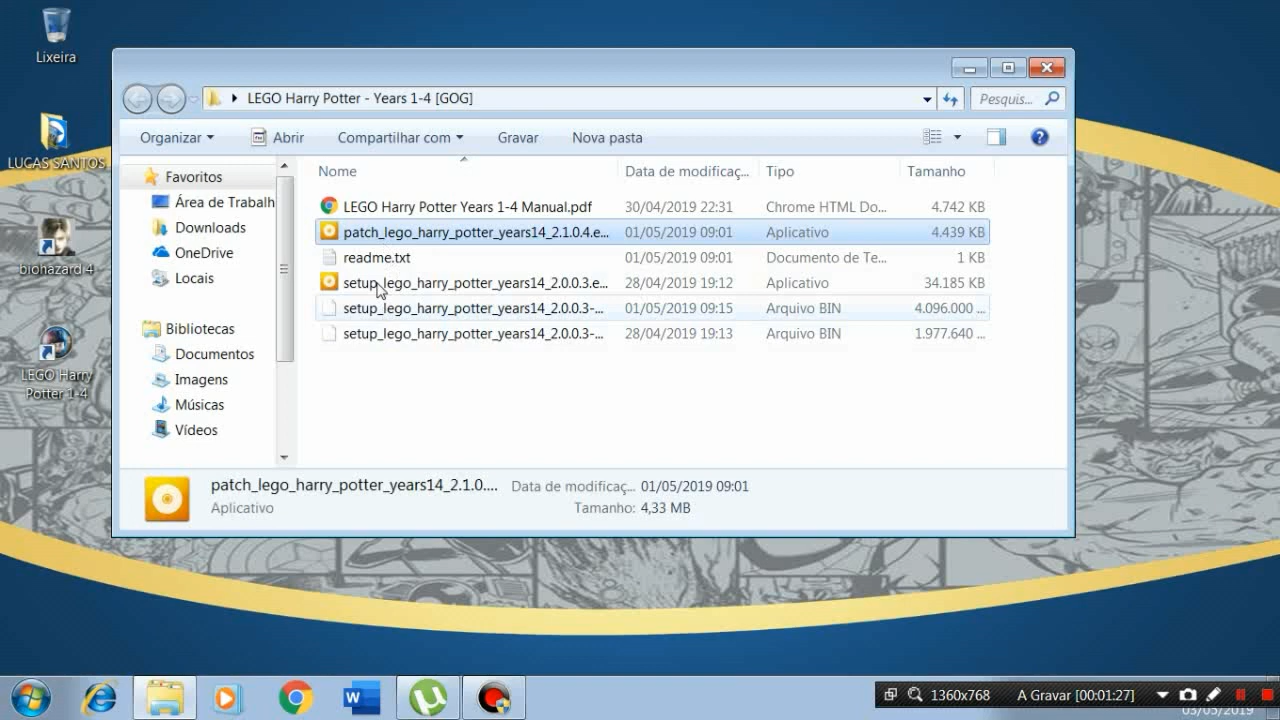 Lixeira
LUCAS SANTOS
biohazard 4
LEGO Harry
Potter 1-4
LEGO Harry Potter - Years 1-4 [GOG]
Pesquis...
Organizar
Abrir
Compartilhar com
Gravar
Nova pasta
Favoritos
Área de Trabalh
Downloads
OneDrive
Locais
Bibliotecas
Documentos
Imagens
Músicas
Vídeos
Nome Data de modificaç... Tipo Tamanho
LEGO Harry Potter Years 1-4 Manual.pdf 30/04/2019 22:31 Chrome HTML Do... 4.742 KB
patch_lego_harry_potter_years14_2.1.0.4.e... 01/05/2019 09:01 Aplicativo 4.439 KB
readme.txt 01/05/2019 09:01 Documento de Te... 1 KB
setup_lego_harry_potter_years14_2.0.0.3.e... 28/04/2019 19:12 Aplicativo 34.185 KB
setup_lego_harry_potter_years14_2.0.0.3-... 01/05/2019 09:15 Arquivo BIN 4.096.000 ...
setup_lego_harry_potter_years14_2.0.0.3-... 28/04/2019 19:13 Arquivo BIN 1.977.640 ...
patch_lego_harry_potter_years14_2.1.0.... Data de modificaç... 01/05/2019 09:01
Aplicativo Tamanho: 4,33 MB
1360x768 A Gravar [00:01:27]
03/05/2019